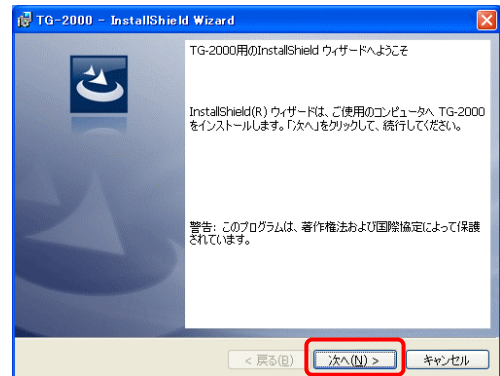 TG-2000 - InstallShield Wizard
TG-2000用のInstallShield ウィザードへようこそ
InstallShield(R) ウィザードは、ご使用のコンピュータへ TG-2000
をインストールします。「次へ」をクリックして、続行してください。
警告: このプログラムは、著作権法および国際協定によって保護
されています。
< 戻る(B)
次へ(N) >
キャンセル